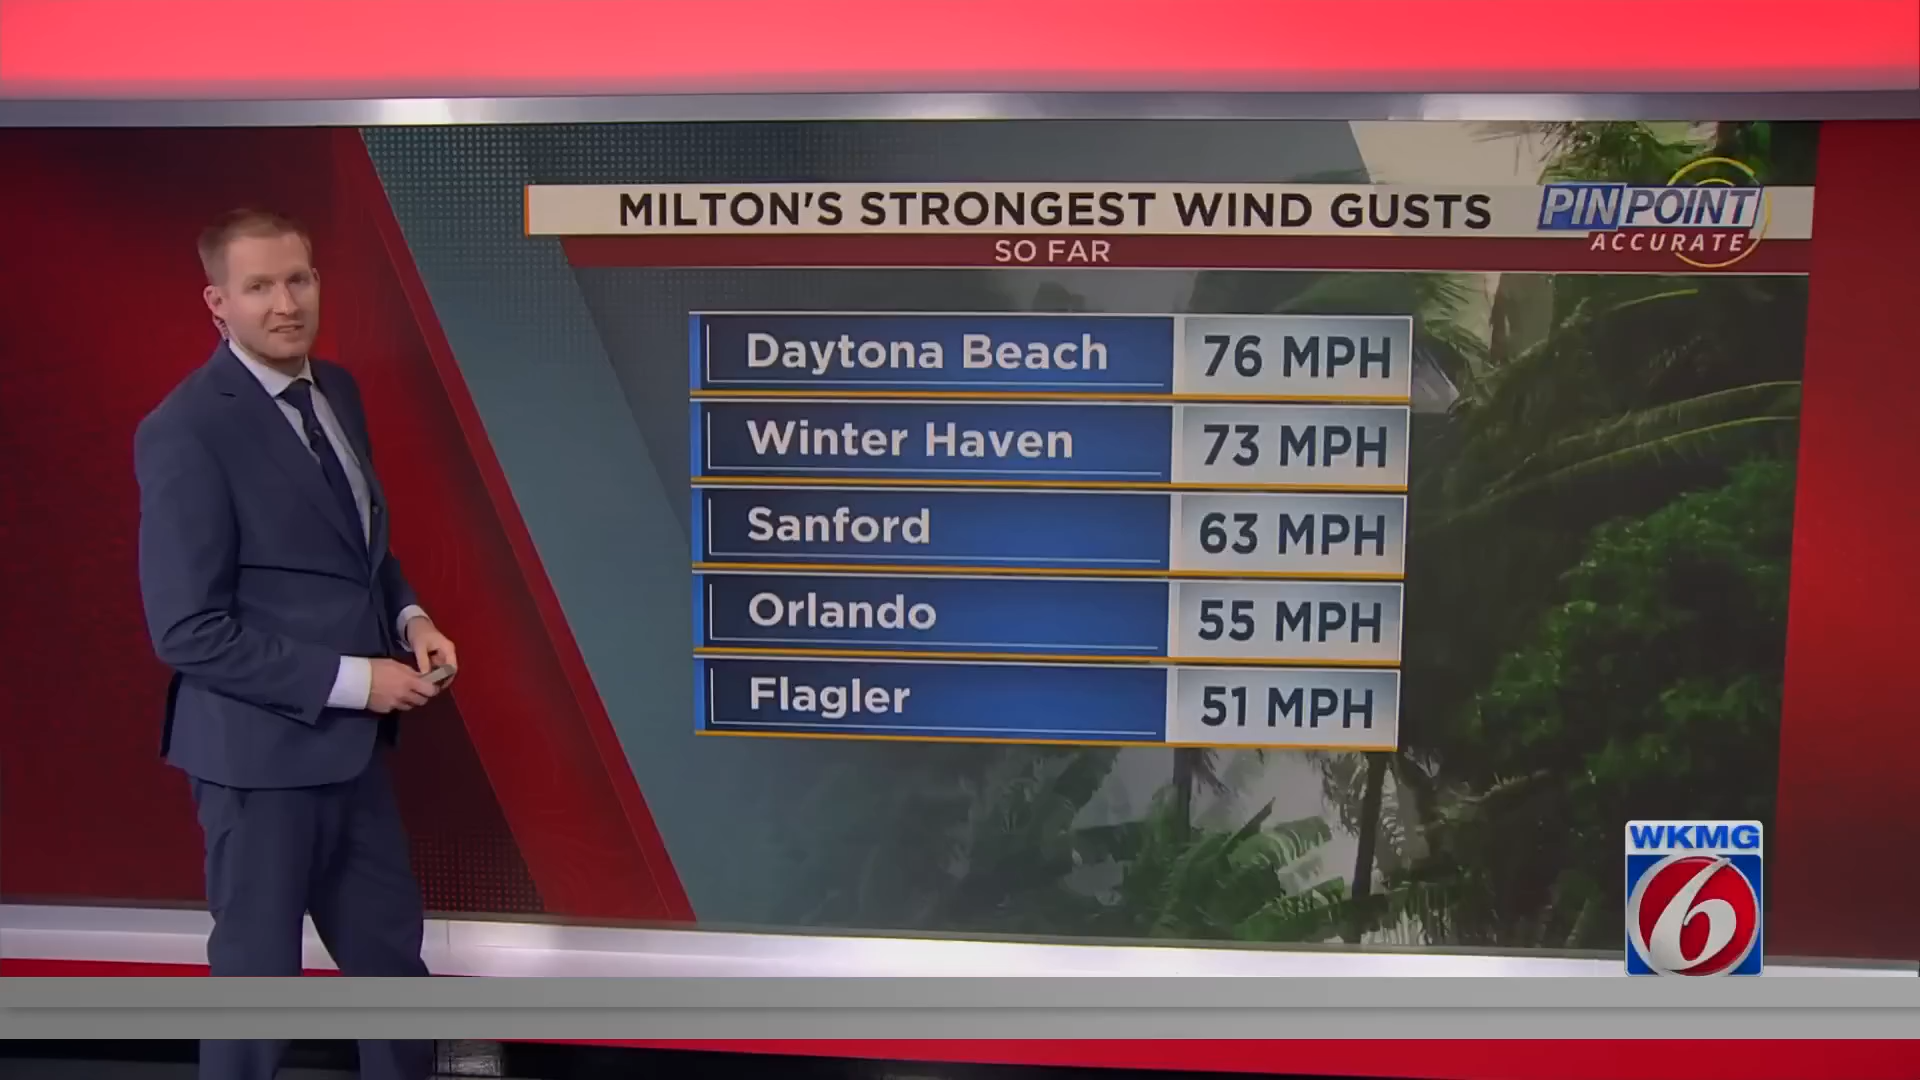 MILTON'S STRONGEST WIND GUSTS
PINPOINT
ACCURATE
SO FAR
Daytona Beach 76 MPH
Winter Haven 73 MPH
Sanford 63 MPH
Orlando 55 MPH
Flagler 51 MPH
WKMG
6